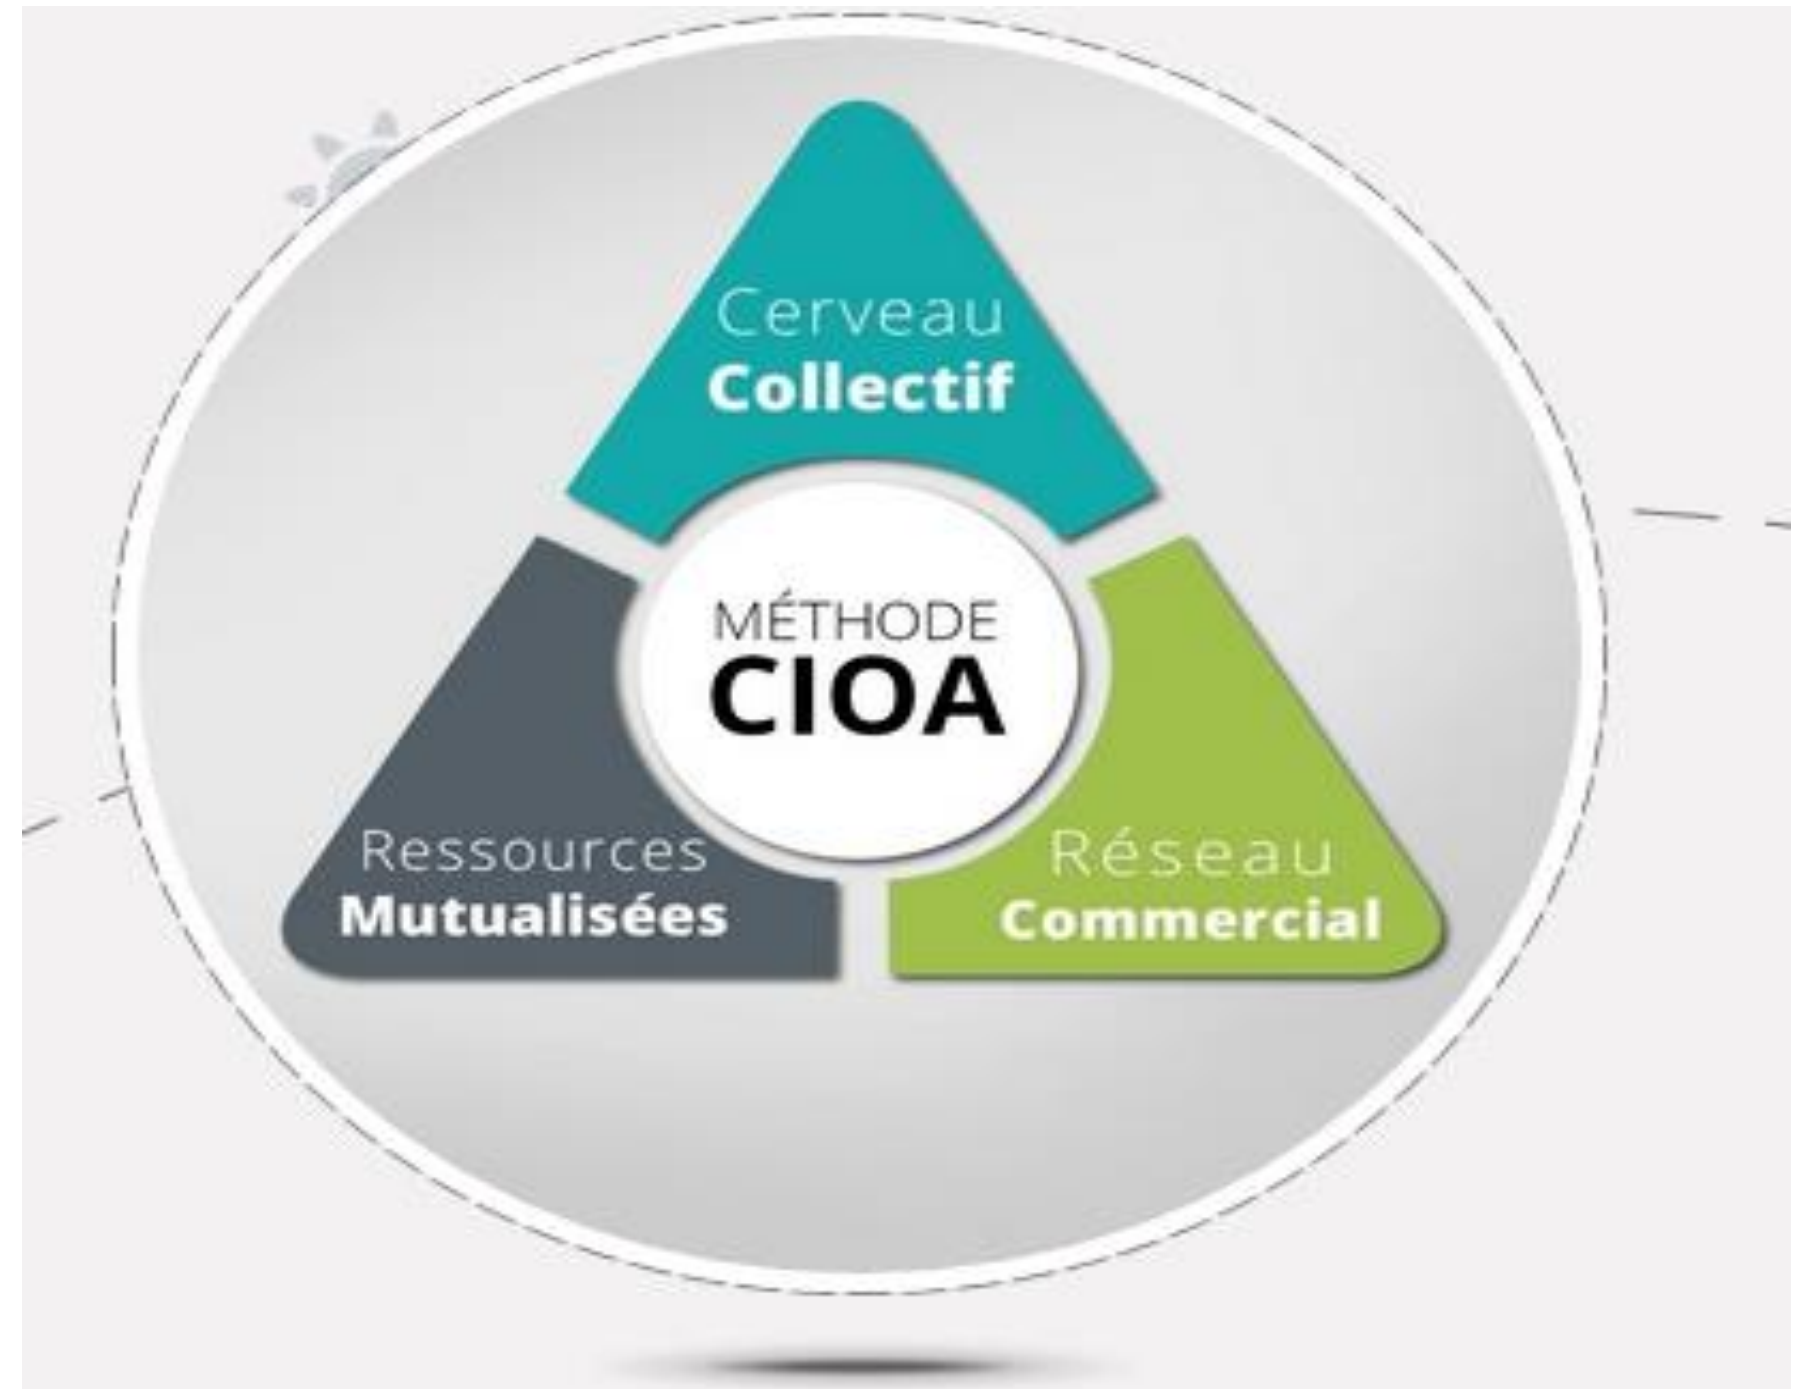 Cerveau
Collectif
MÉTHODE
CIOA
Ressources
Mutualisées
Réseau
Commercial